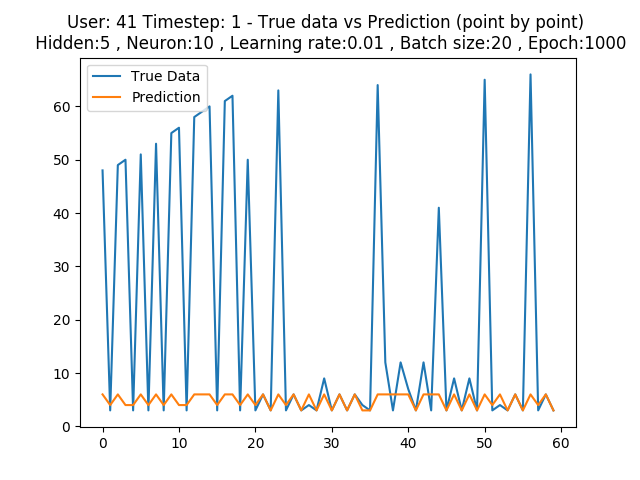 User: 41 Timestep: 1 - True data vs Prediction (point by point)
Hidden:5 , Neuron:10 , Learning rate:0.01 , Batch size:20 , Epoch:1000
True Data
Prediction
60
50
40
30
20
10
0
0 10 20 30 40 50 60